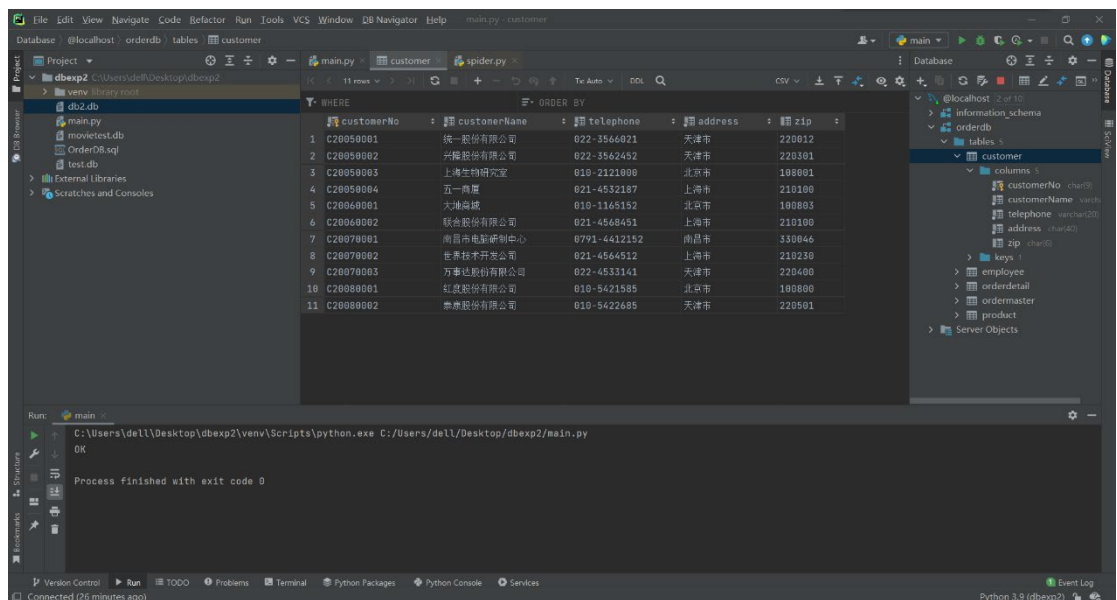 File Edit View Navigate Code Refactor Run Tools VCS Window DB Navigator Help main.py - customer
Database @localhost orderdb tables customer
main
Project
main.py customer spider.py
Database
dbexp2 C:\Users\dell\Desktop\dbexp2
venv library root
db2.db
main.py
movietest.db
OrderDB.sql
test.db
External Libraries
Scratches and Consoles
11 rows Tx: Auto DDL CSV
WHERE ORDER BY
customerNo customerName telephone address zip
1 C20050001 统一股份有限公司 022-3566021 天津市 220012
2 C20050002 兴隆股份有限公司 022-3562452 天津市 220301
3 C20050003 上海生物研究室 010-2121000 北京市 108001
4 C20050004 五一商厦 021-4532187 上海市 210100
5 C20060001 大地商城 010-1165152 北京市 100803
6 C20060002 联合股份有限公司 021-4568451 上海市 210100
7 C20070001 南昌市电脑研制中心 0791-4412152 南昌市 330046
8 C20070002 世界技术开发公司 021-4564512 上海市 210230
9 C20070003 万事达股份有限公司 022-4533141 天津市 220400
10 C20080001 红度股份有限公司 010-5421585 北京市 100800
11 C20080002 泰康股份有限公司 010-5422685 天津市 220501
@localhost 2 of 10
information_schema
orderdb
tables 5
customer
columns 5
customerNo char(9)
customerName varch
telephone varchar(20)
address char(40)
zip char(6)
keys 1
employee
orderdetail
ordermaster
product
Server Objects
Project
DB Browser
Structure
Bookmarks
Database
SciView
Run: main
C:\Users\dell\Desktop\dbexp2\venv\Scripts\python.exe C:/Users/dell/Desktop/dbexp2/main.py
OK
Process finished with exit code 0
Version Control Run TODO Problems Terminal Python Packages Python Console Services Event Log
Connected (26 minutes ago) Python 3.9 (dbexp2)